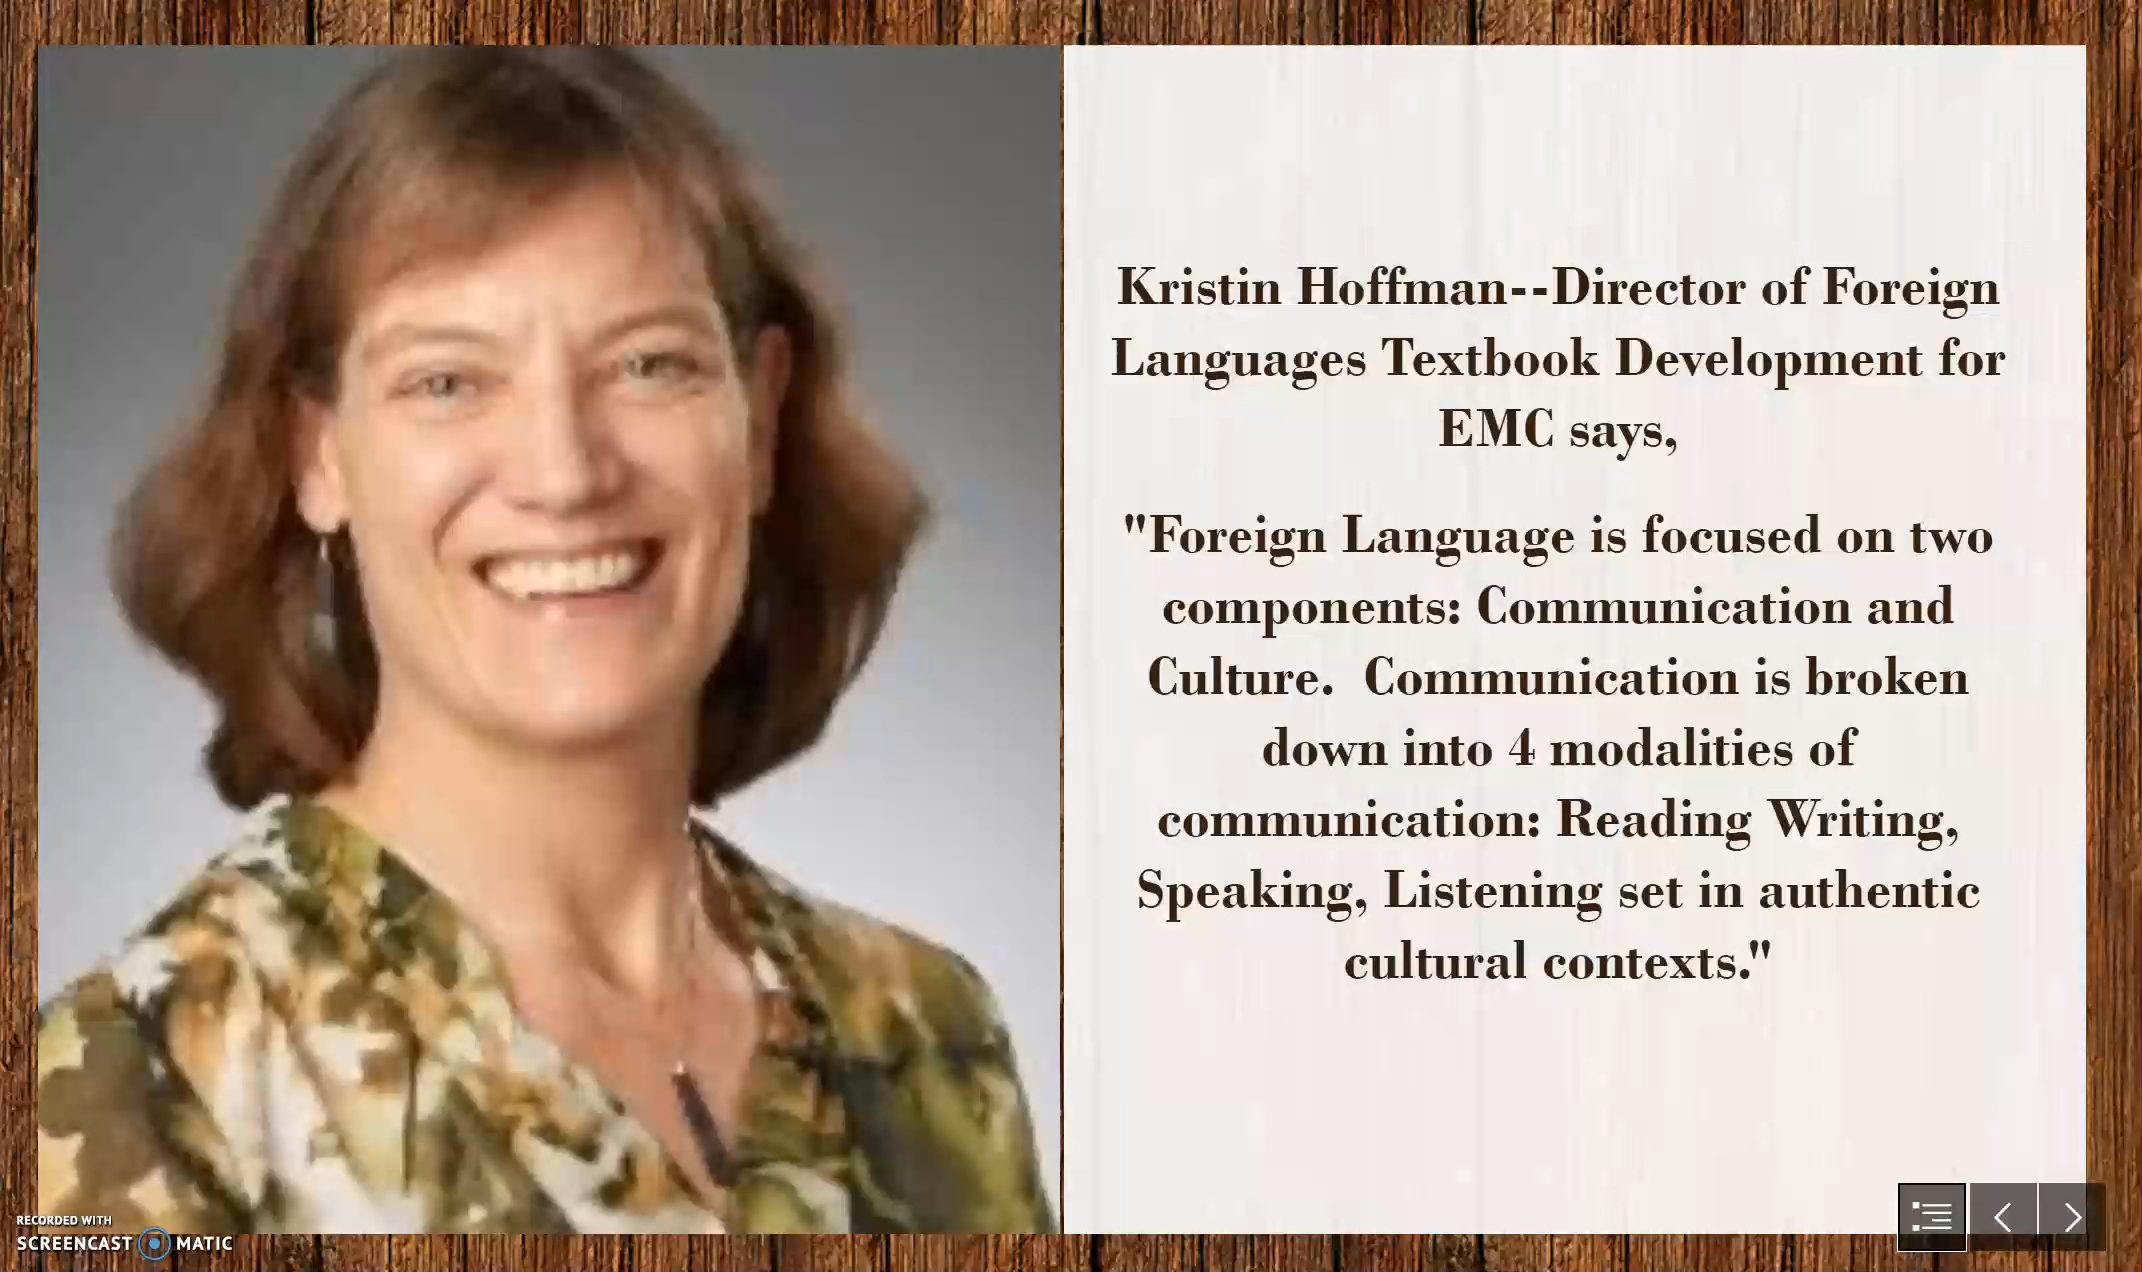 Kristin Hoffman--Director of Foreign
Languages Textbook Development for
EMC says,
"Foreign Language is focused on two
components: Communication and
Culture.  Communication is broken
down into 4 modalities of
communication: Reading Writing,
Speaking, Listening set in authentic
cultural contexts."
RECORDED WITH
SCREENCAST MATIC